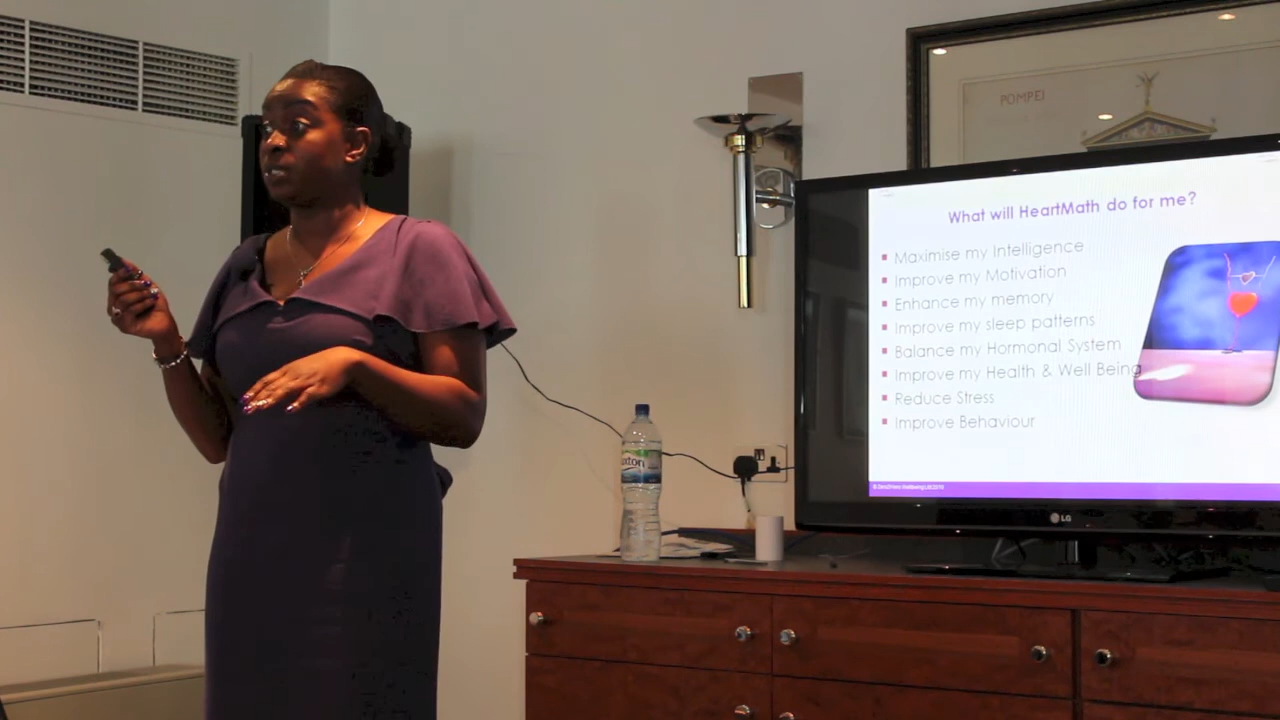 POMPEI
What will HeartMath do for me?
Maximise my Intelligence
Improve my Motivation
Enhance my memory
Improve my sleep patterns
Balance my Hormonal System
Improve my Health & Well Being
Reduce Stress
Improve Behaviour
LG